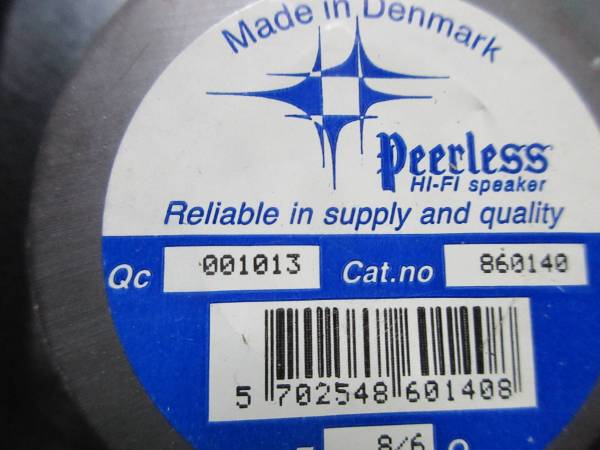 Made in Denmark
Peerless
HI-FI speaker
Reliable in supply and quality
Qc 001013 Cat.no 860140
5 702548 601408
8/6